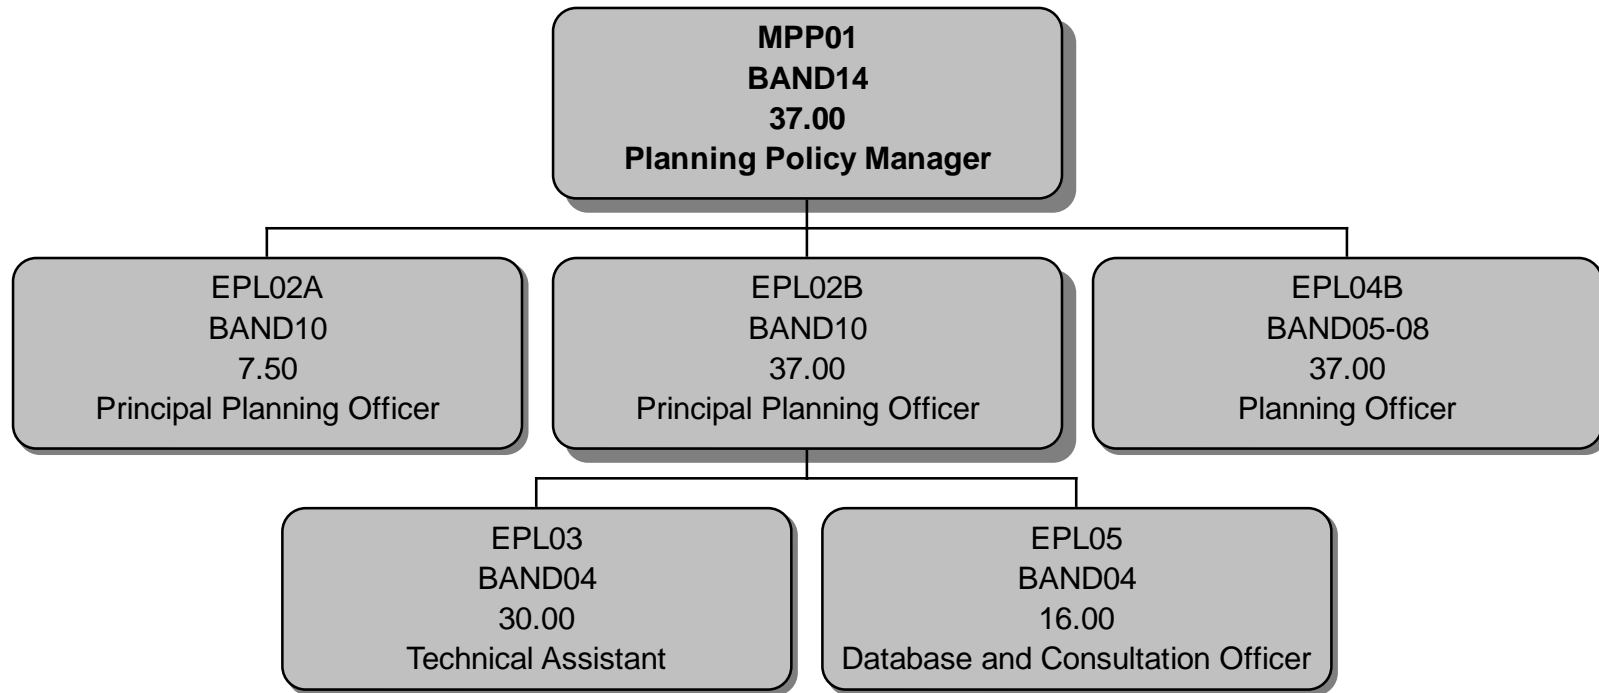 MPP01
BAND14
37.00
Planning Policy Manager
EPL02A
BAND10
7.50
Principal Planning Officer
EPL02B
BAND10
37.00
Principal Planning Officer
EPL04B
BAND05-08
37.00
Planning Officer
EPL03
BAND04
30.00
Technical Assistant
EPL05
BAND04
16.00
Database and Consultation Officer